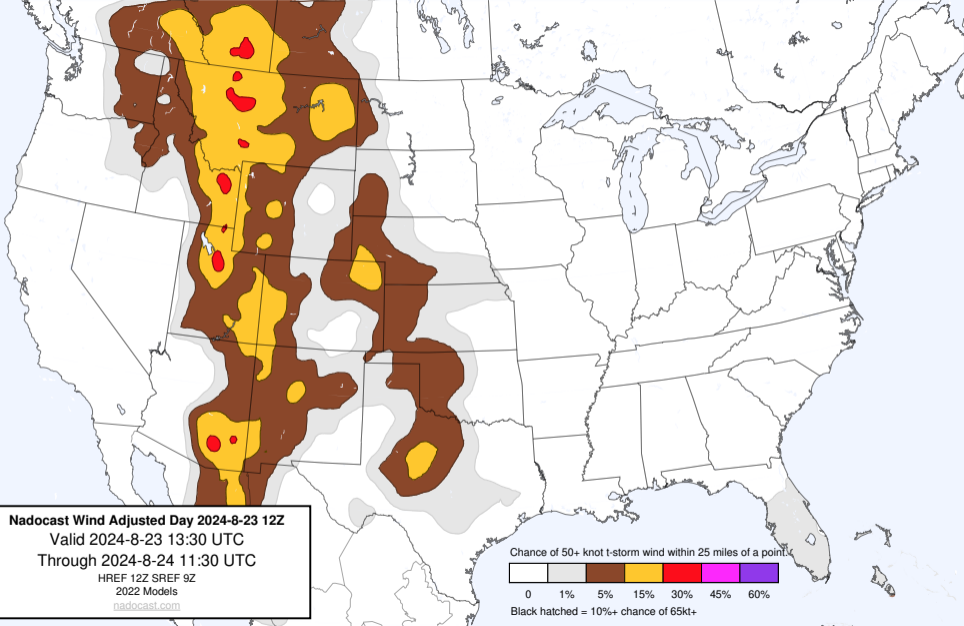 Nadocast Wind Adjusted Day 2024-8-23 12Z
Valid 2024-8-23 13:30 UTC
Through 2024-8-24 11:30 UTC
HREF 12Z SREF 9Z
2022 Models
nadocast.com
Chance of 50+ knot t-storm wind within 25 miles of a point.
0 1% 5% 15% 30% 45% 60%
Black hatched = 10%+ chance of 65kt+